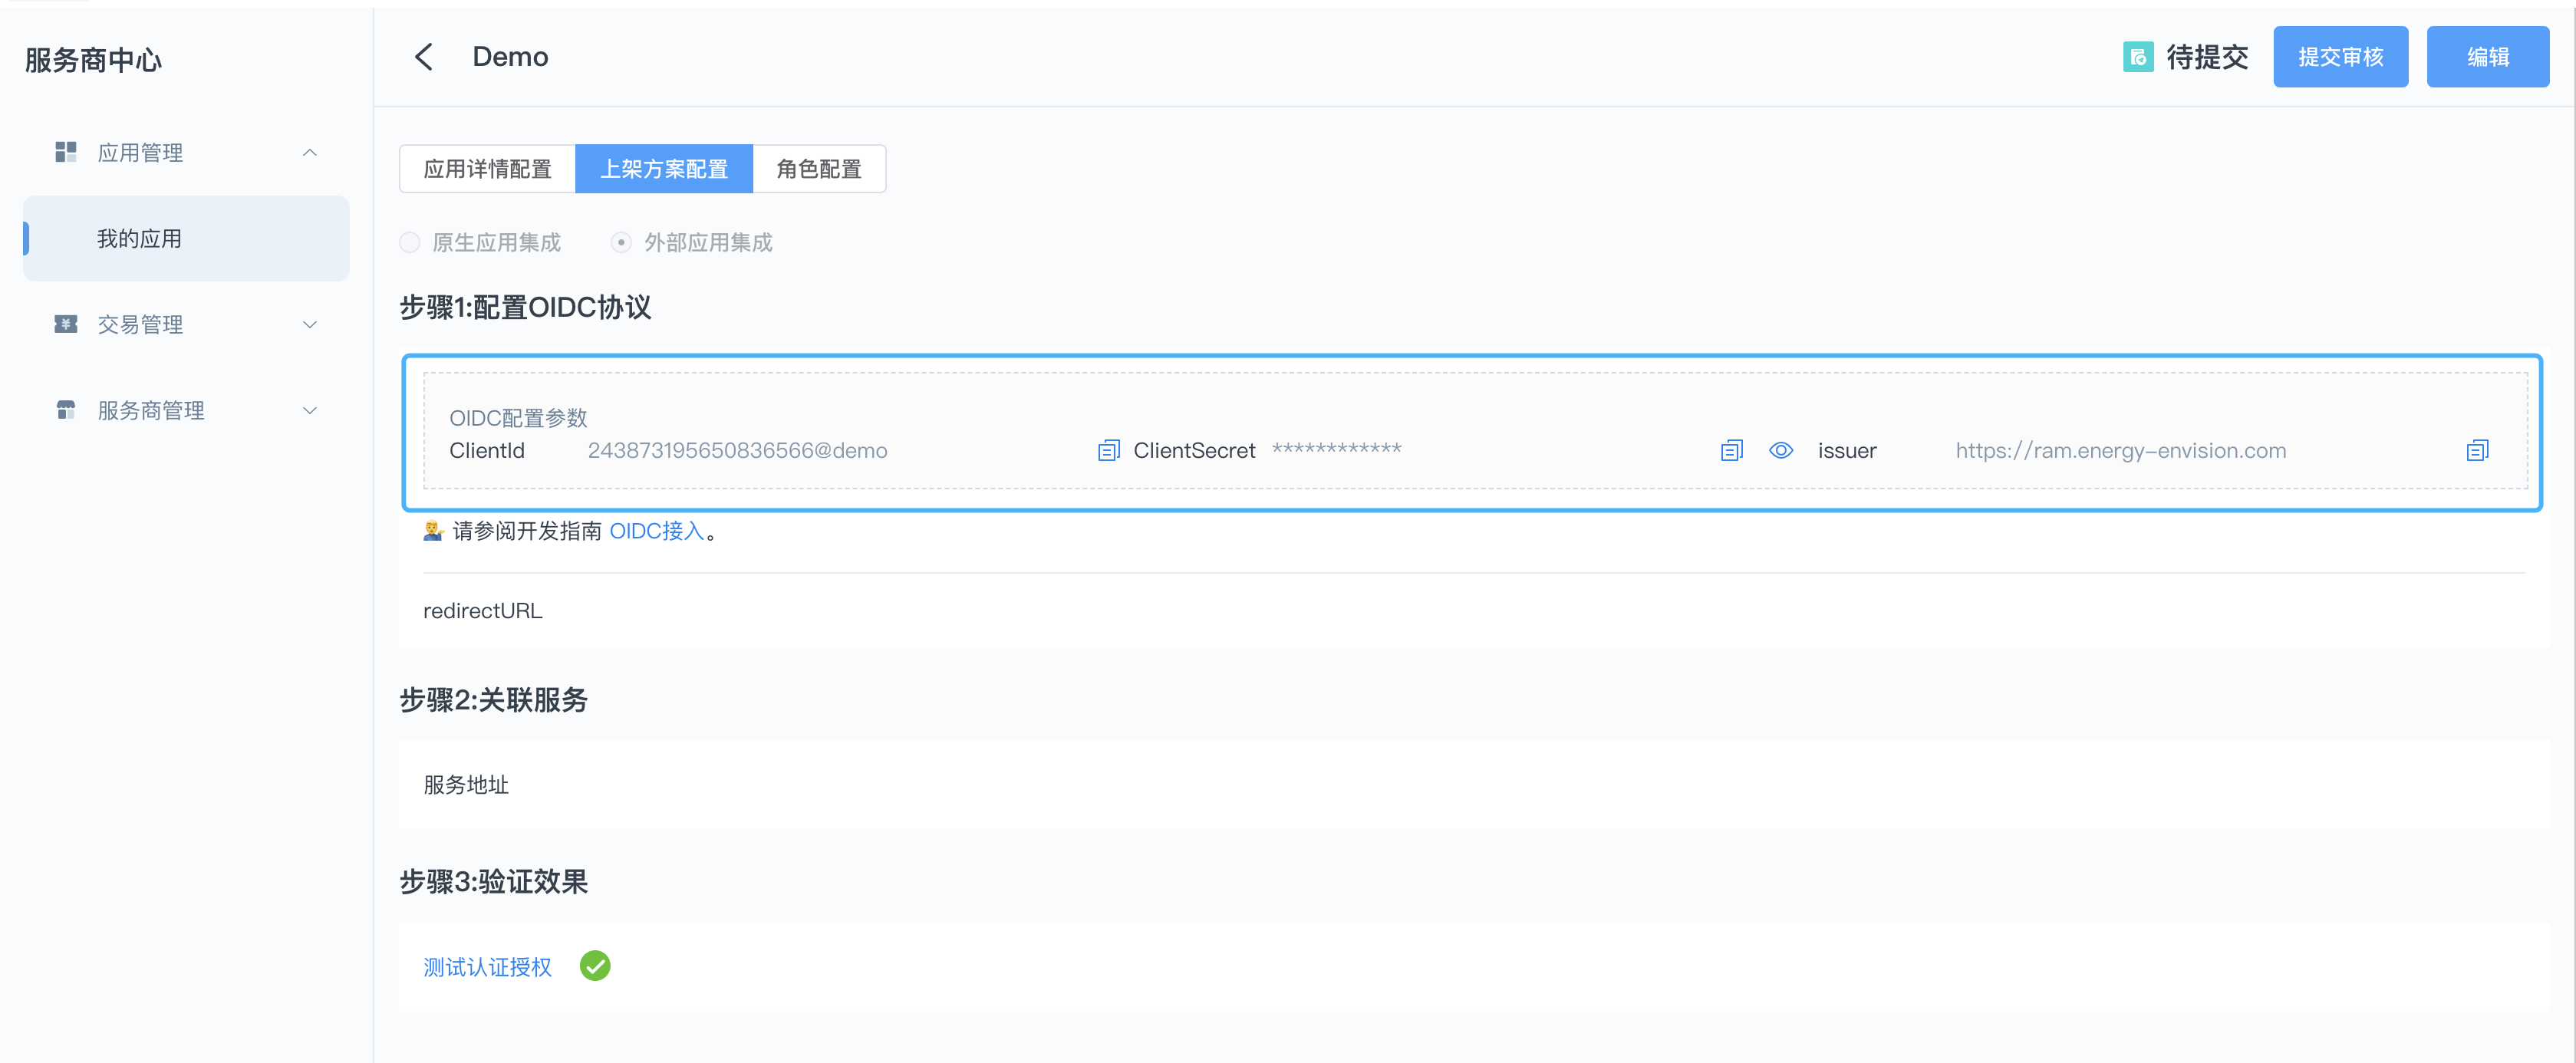 服务商中心
应用管理
我的应用
交易管理
服务商管理
Demo
待提交 提交审核 编辑
应用详情配置 上架方案配置 角色配置
原生应用集成 外部应用集成
步骤1:配置OIDC协议
OIDC配置参数
ClientId 243873195650836566@demo ClientSecret ************ issuer https://ram.energy-envision.com
请参阅开发指南 OIDC接入。
redirectURL
步骤2:关联服务
服务地址
步骤3:验证效果
测试认证授权